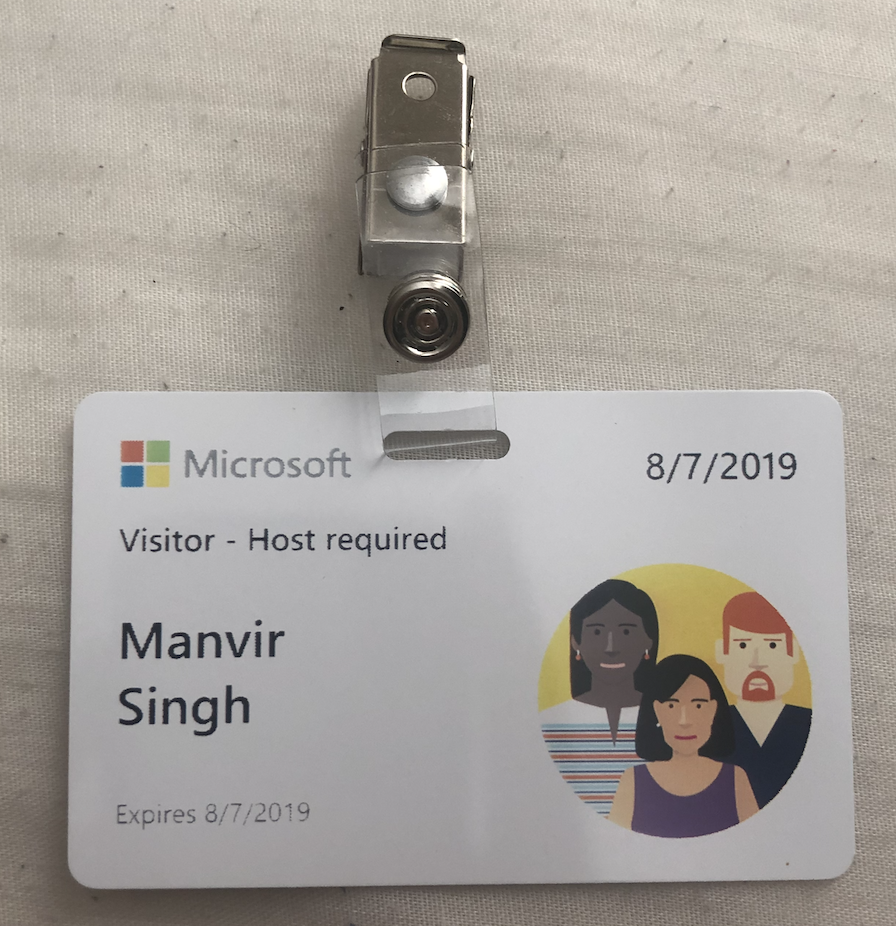 Microsoft
8/7/2019
Visitor - Host required
Manvir
Singh
Expires 8/7/2019